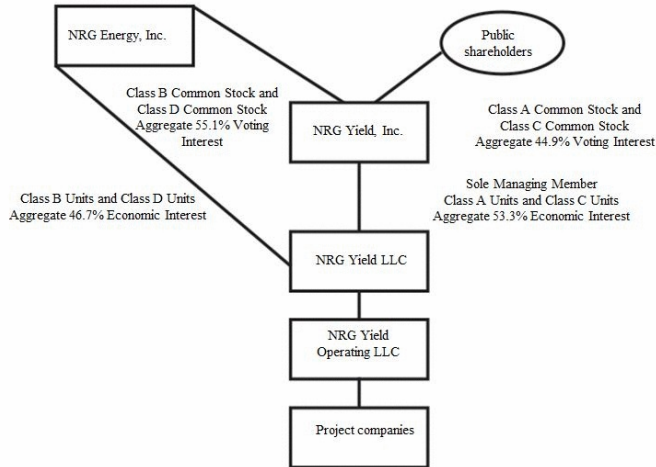 NRG Energy, Inc.
Public
shareholders
Class B Common Stock and
Class D Common Stock
Aggregate 55.1% Voting
Interest
NRG Yield, Inc.
Class A Common Stock and
Class C Common Stock
Aggregate 44.9% Voting Interest
Class B Units and Class D Units
Aggregate 46.7% Economic Interest
Sole Managing Member
Class A Units and Class C Units
Aggregate 53.3% Economic Interest
NRG Yield LLC
NRG Yield
Operating LLC
Project companies